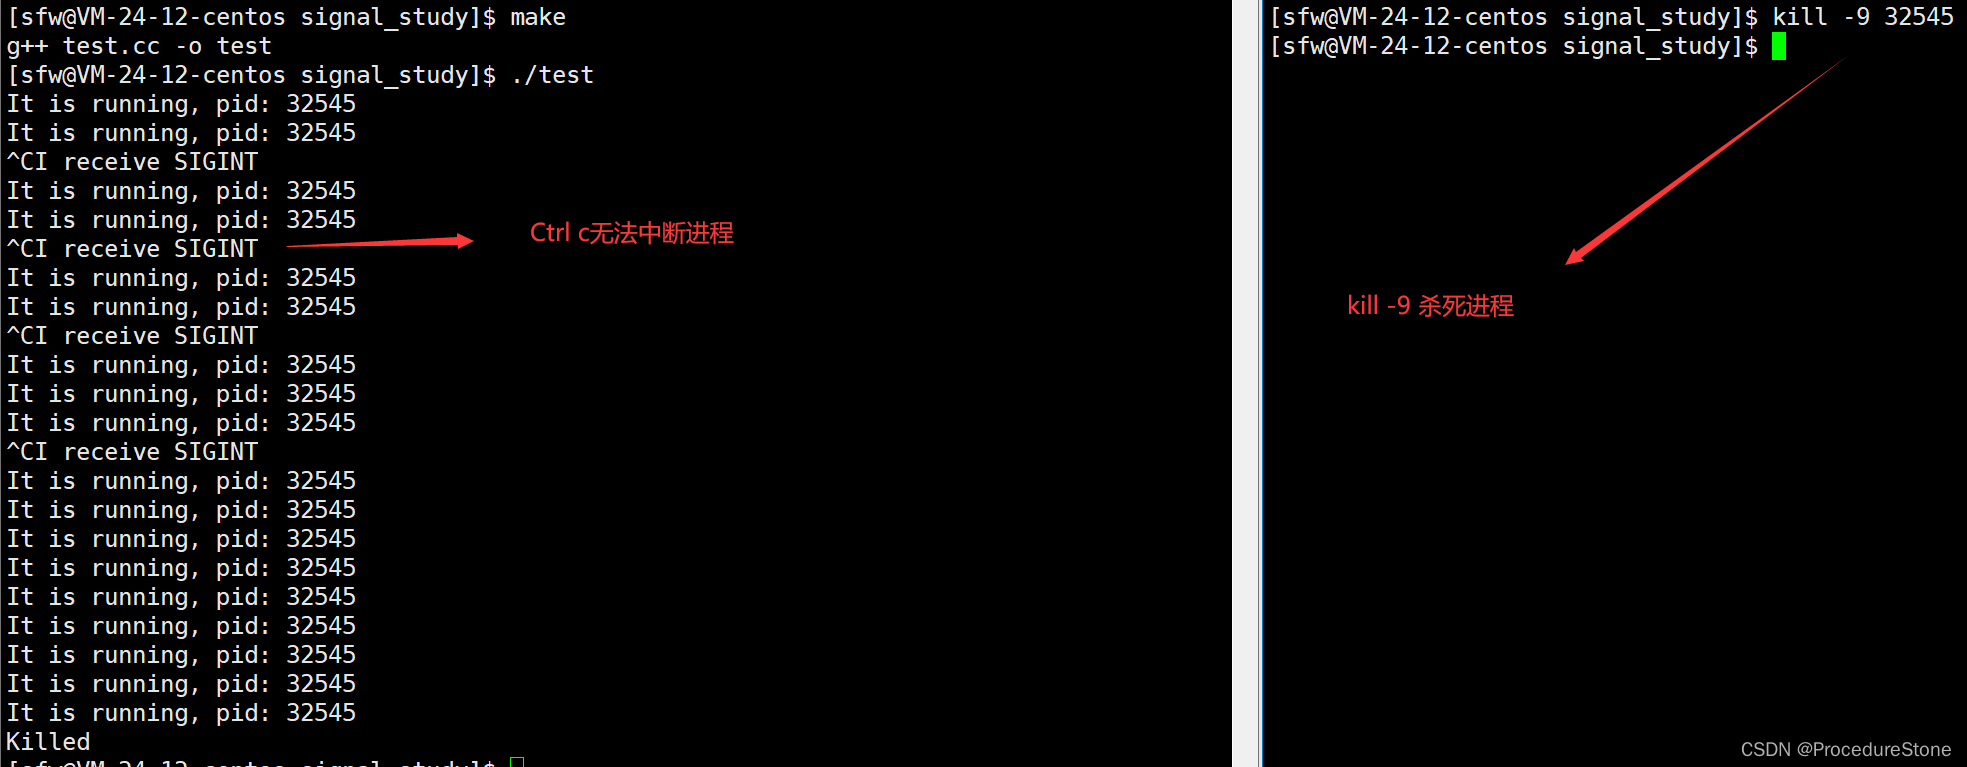 [sfw@VM-24-12-centos signal_study]$ make
g++ test.cc -o test
[sfw@VM-24-12-centos signal_study]$ ./test
It is running, pid: 32545
It is running, pid: 32545
^CI receive SIGINT
It is running, pid: 32545
It is running, pid: 32545
^CI receive SIGINT
Ctrl c无法中断进程
It is running, pid: 32545
It is running, pid: 32545
^CI receive SIGINT
It is running, pid: 32545
It is running, pid: 32545
It is running, pid: 32545
^CI receive SIGINT
It is running, pid: 32545
It is running, pid: 32545
It is running, pid: 32545
It is running, pid: 32545
It is running, pid: 32545
It is running, pid: 32545
It is running, pid: 32545
It is running, pid: 32545
It is running, pid: 32545
Killed
[sfw@VM-24-12-centos signal_study]$
[sfw@VM-24-12-centos signal_study]$ kill -9 32545
[sfw@VM-24-12-centos signal_study]$
kill -9 杀死进程
CSDN @ProcedureStone